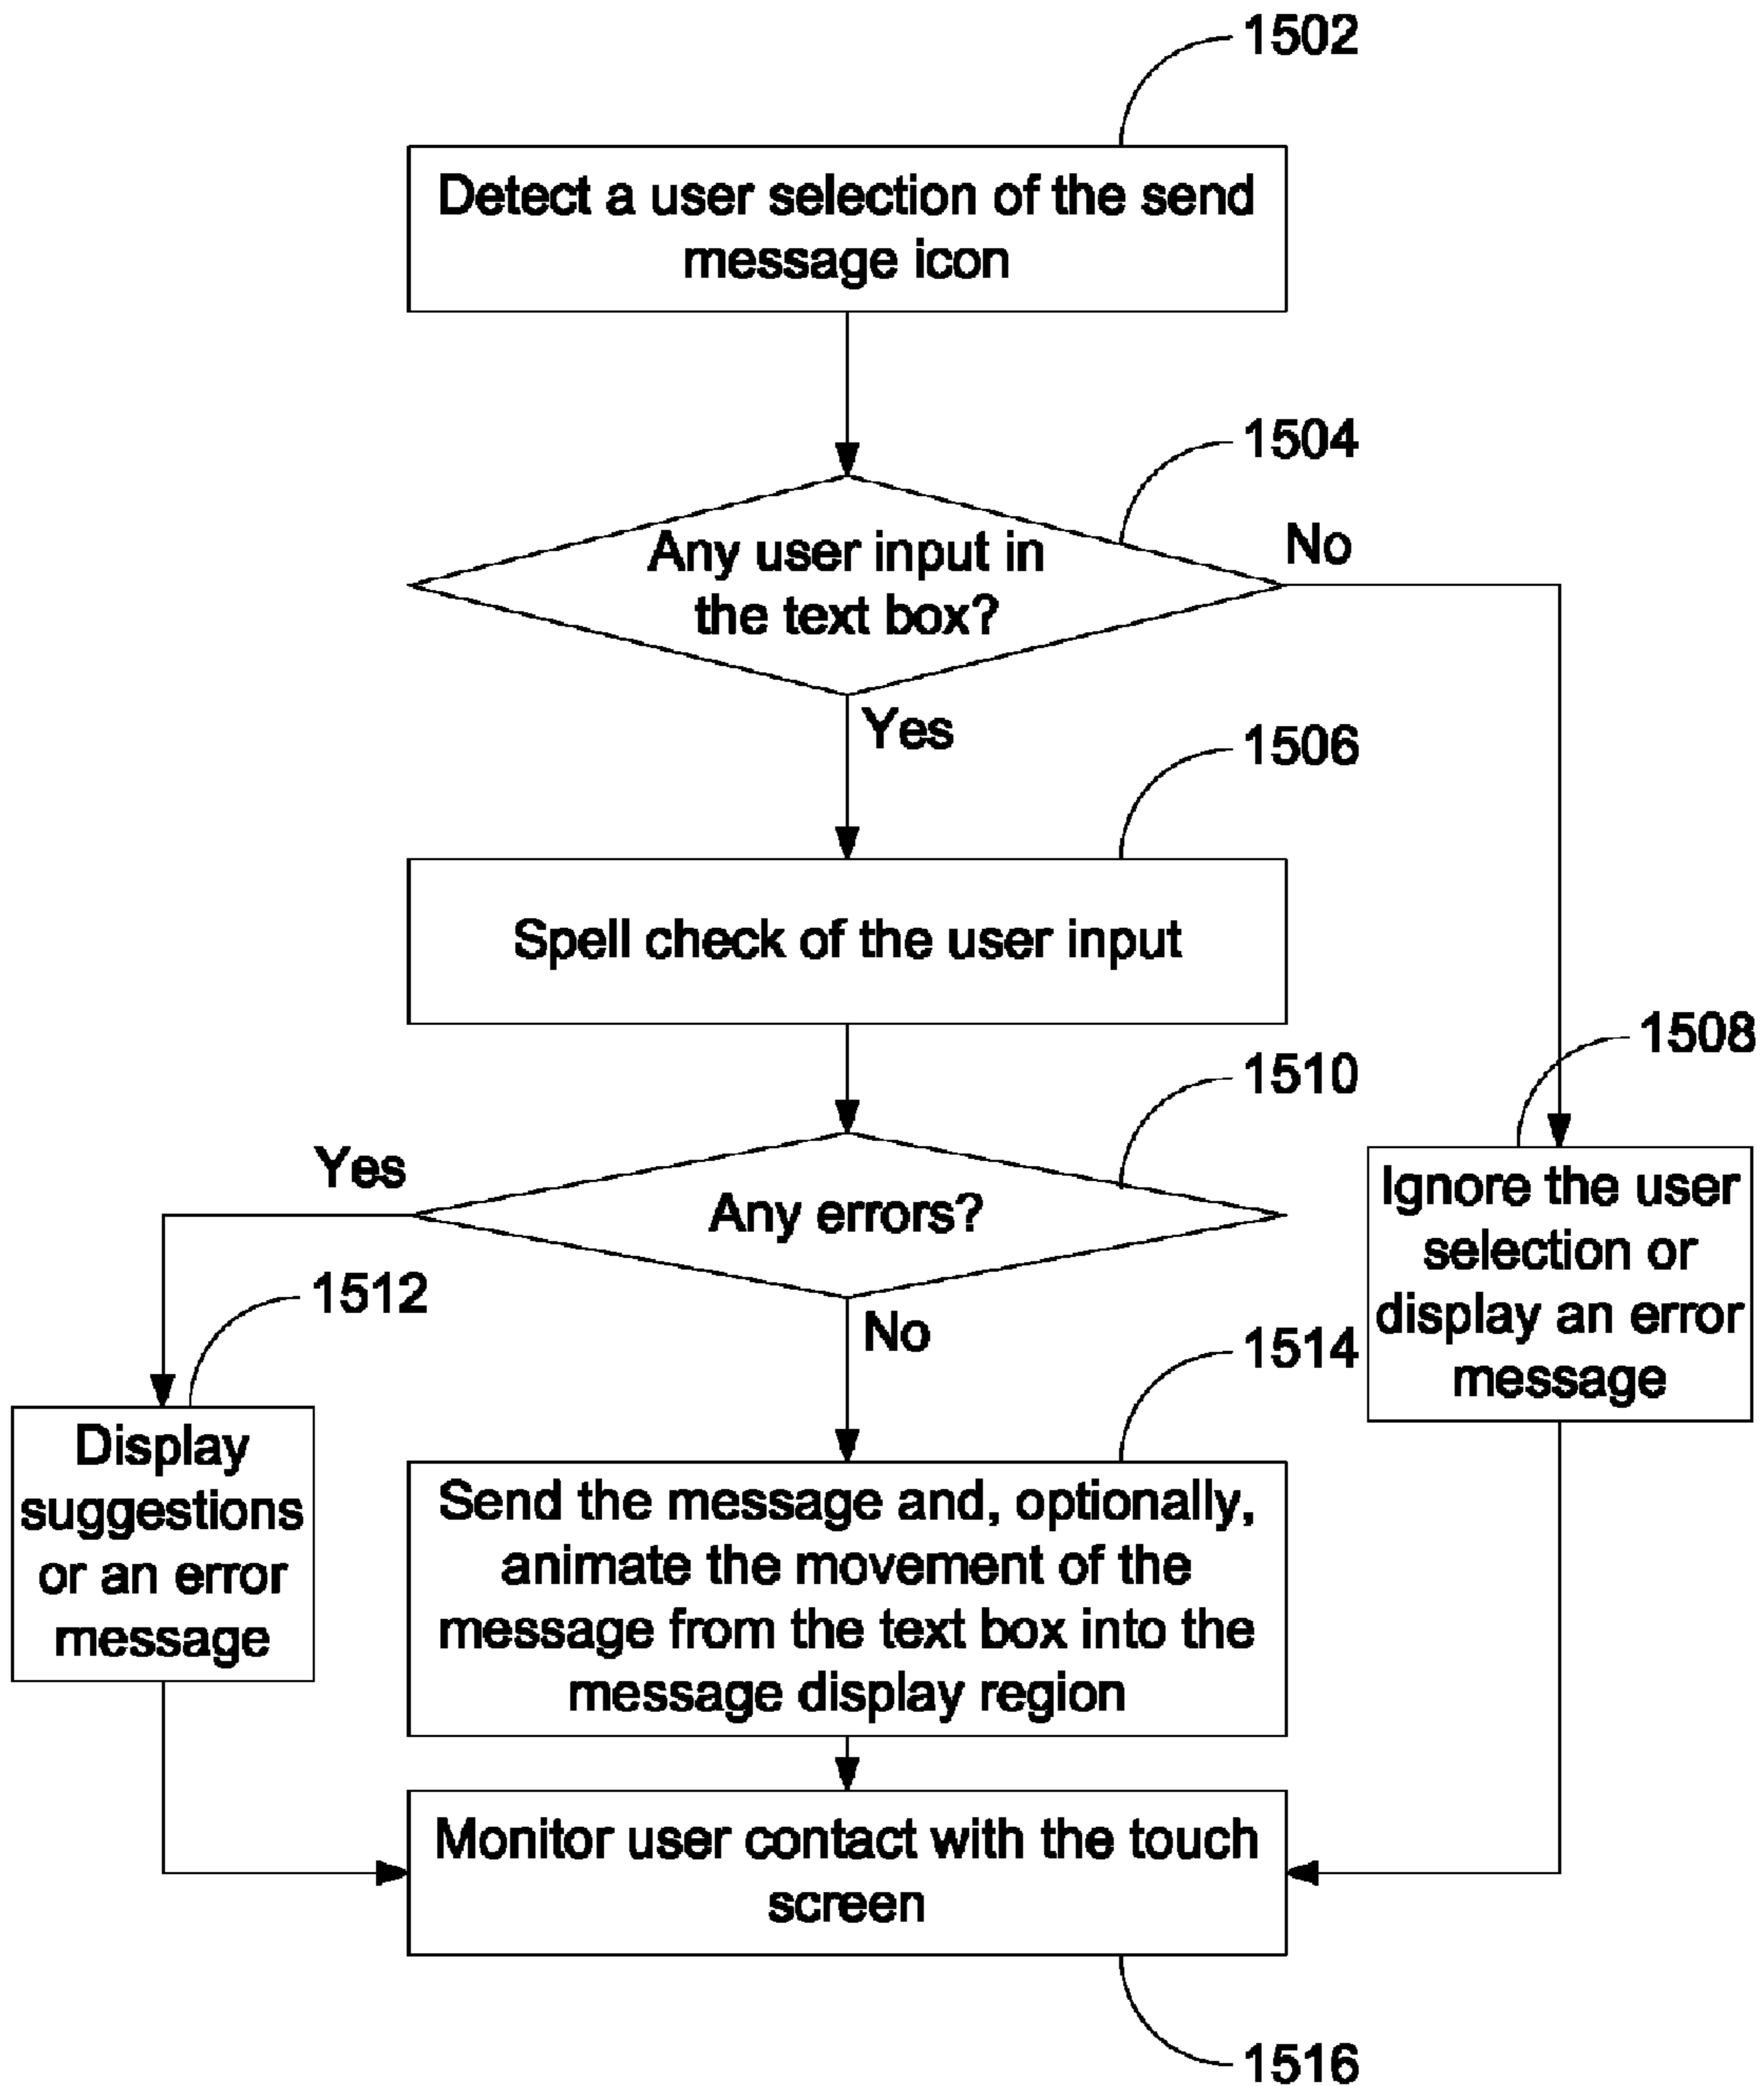 1502
Detect a user selection of the send
message icon
1504
Any user input in
the text box?
No
Yes
1506
Spell check of the user input
1508
1510
Yes
Any errors?
No
Ignore the user
selection or
display an error
message
1512
Display
suggestions
or an error
message
1514
Send the message and, optionally,
animate the movement of the
message from the text box into the
message display region
Monitor user contact with the touch
screen
1516